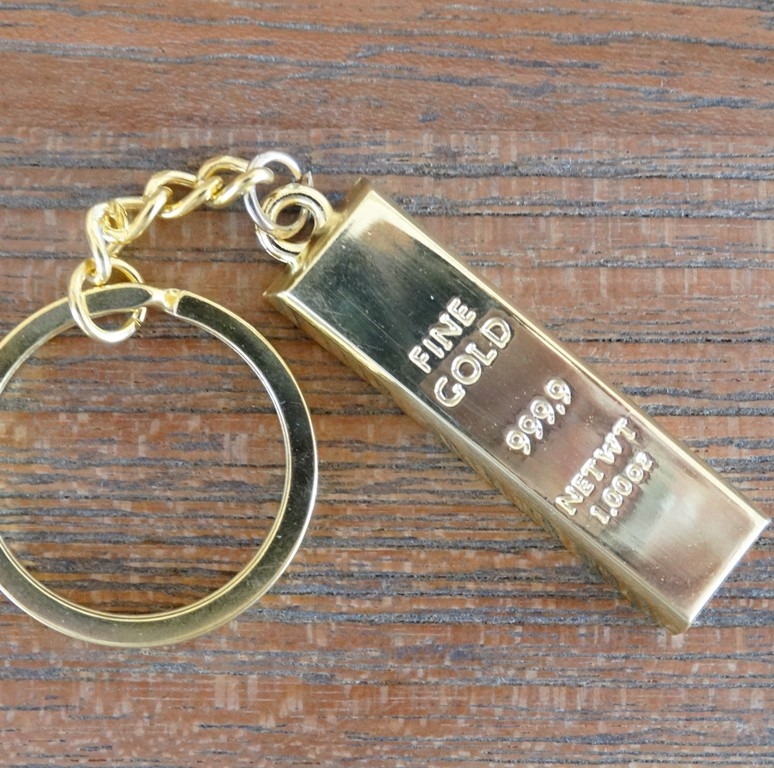 FINE
GOLD
999,9
NETWT
1,00Oz